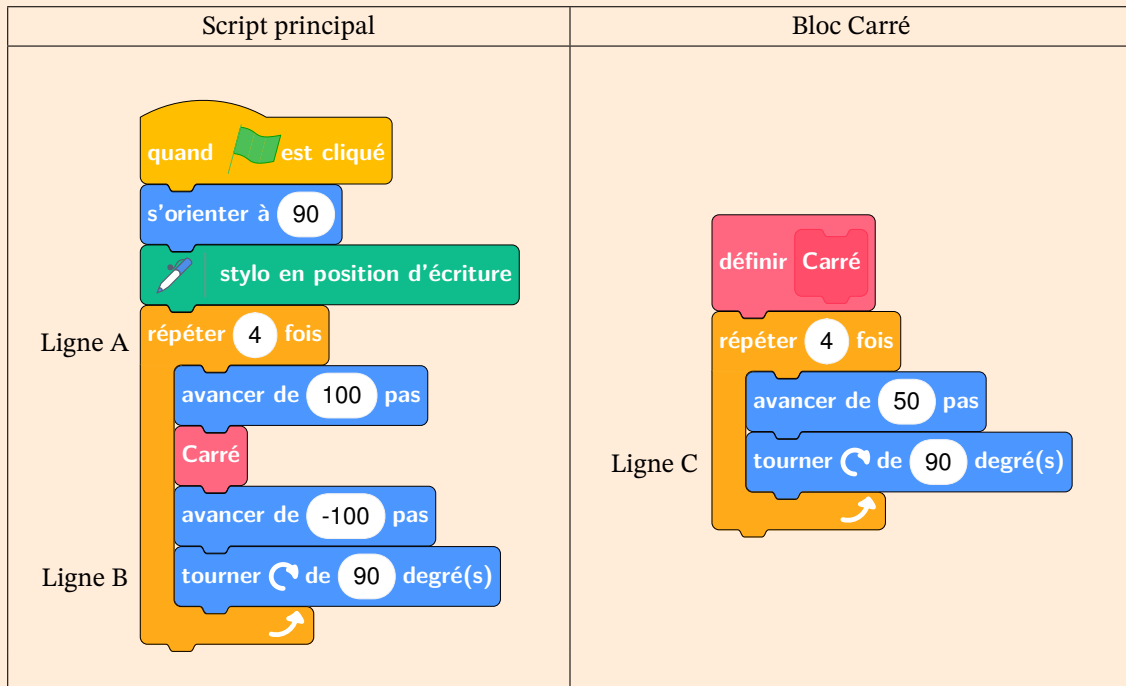 Script principal
Bloc Carré
quand est cliqué
s'orienter à 90
stylo en position d'écriture
Ligne A
répéter 4 fois
avancer de 100 pas
Carré
avancer de -100 pas
Ligne B
tourner de 90 degré(s)
définir Carré
répéter 4 fois
avancer de 50 pas
Ligne C
tourner de 90 degré(s)